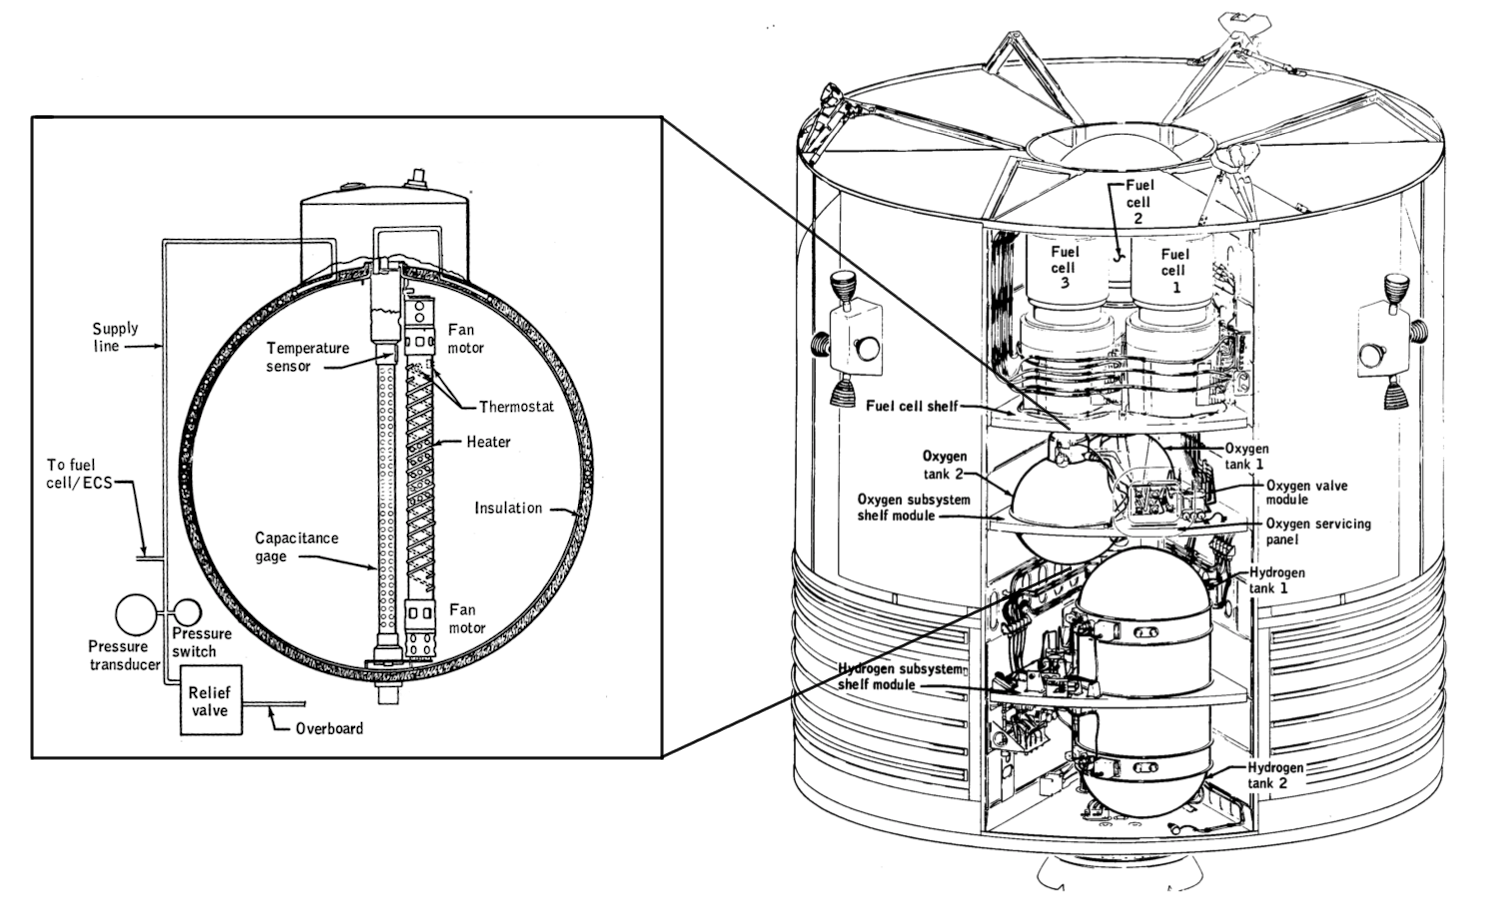 Supply
line
Temperature
sensor
Fan
motor
Thermostat
Heater
To fuel
cell/ECS
Insulation
Capacitance
gage
Fan
motor
Pressure
transducer
Pressure
switch
Relief
valve
Overboard
Fuel
cell
2
Fuel
cell
3
Fuel
cell
1
Fuel cell shelf
Oxygen
tank 2
Oxygen
tank 1
Oxygen subsystem
shelf module
Oxygen valve
module
Oxygen servicing
panel
Hydrogen
tank 1
Hydrogen subsystem
shelf module
Hydrogen
tank 2